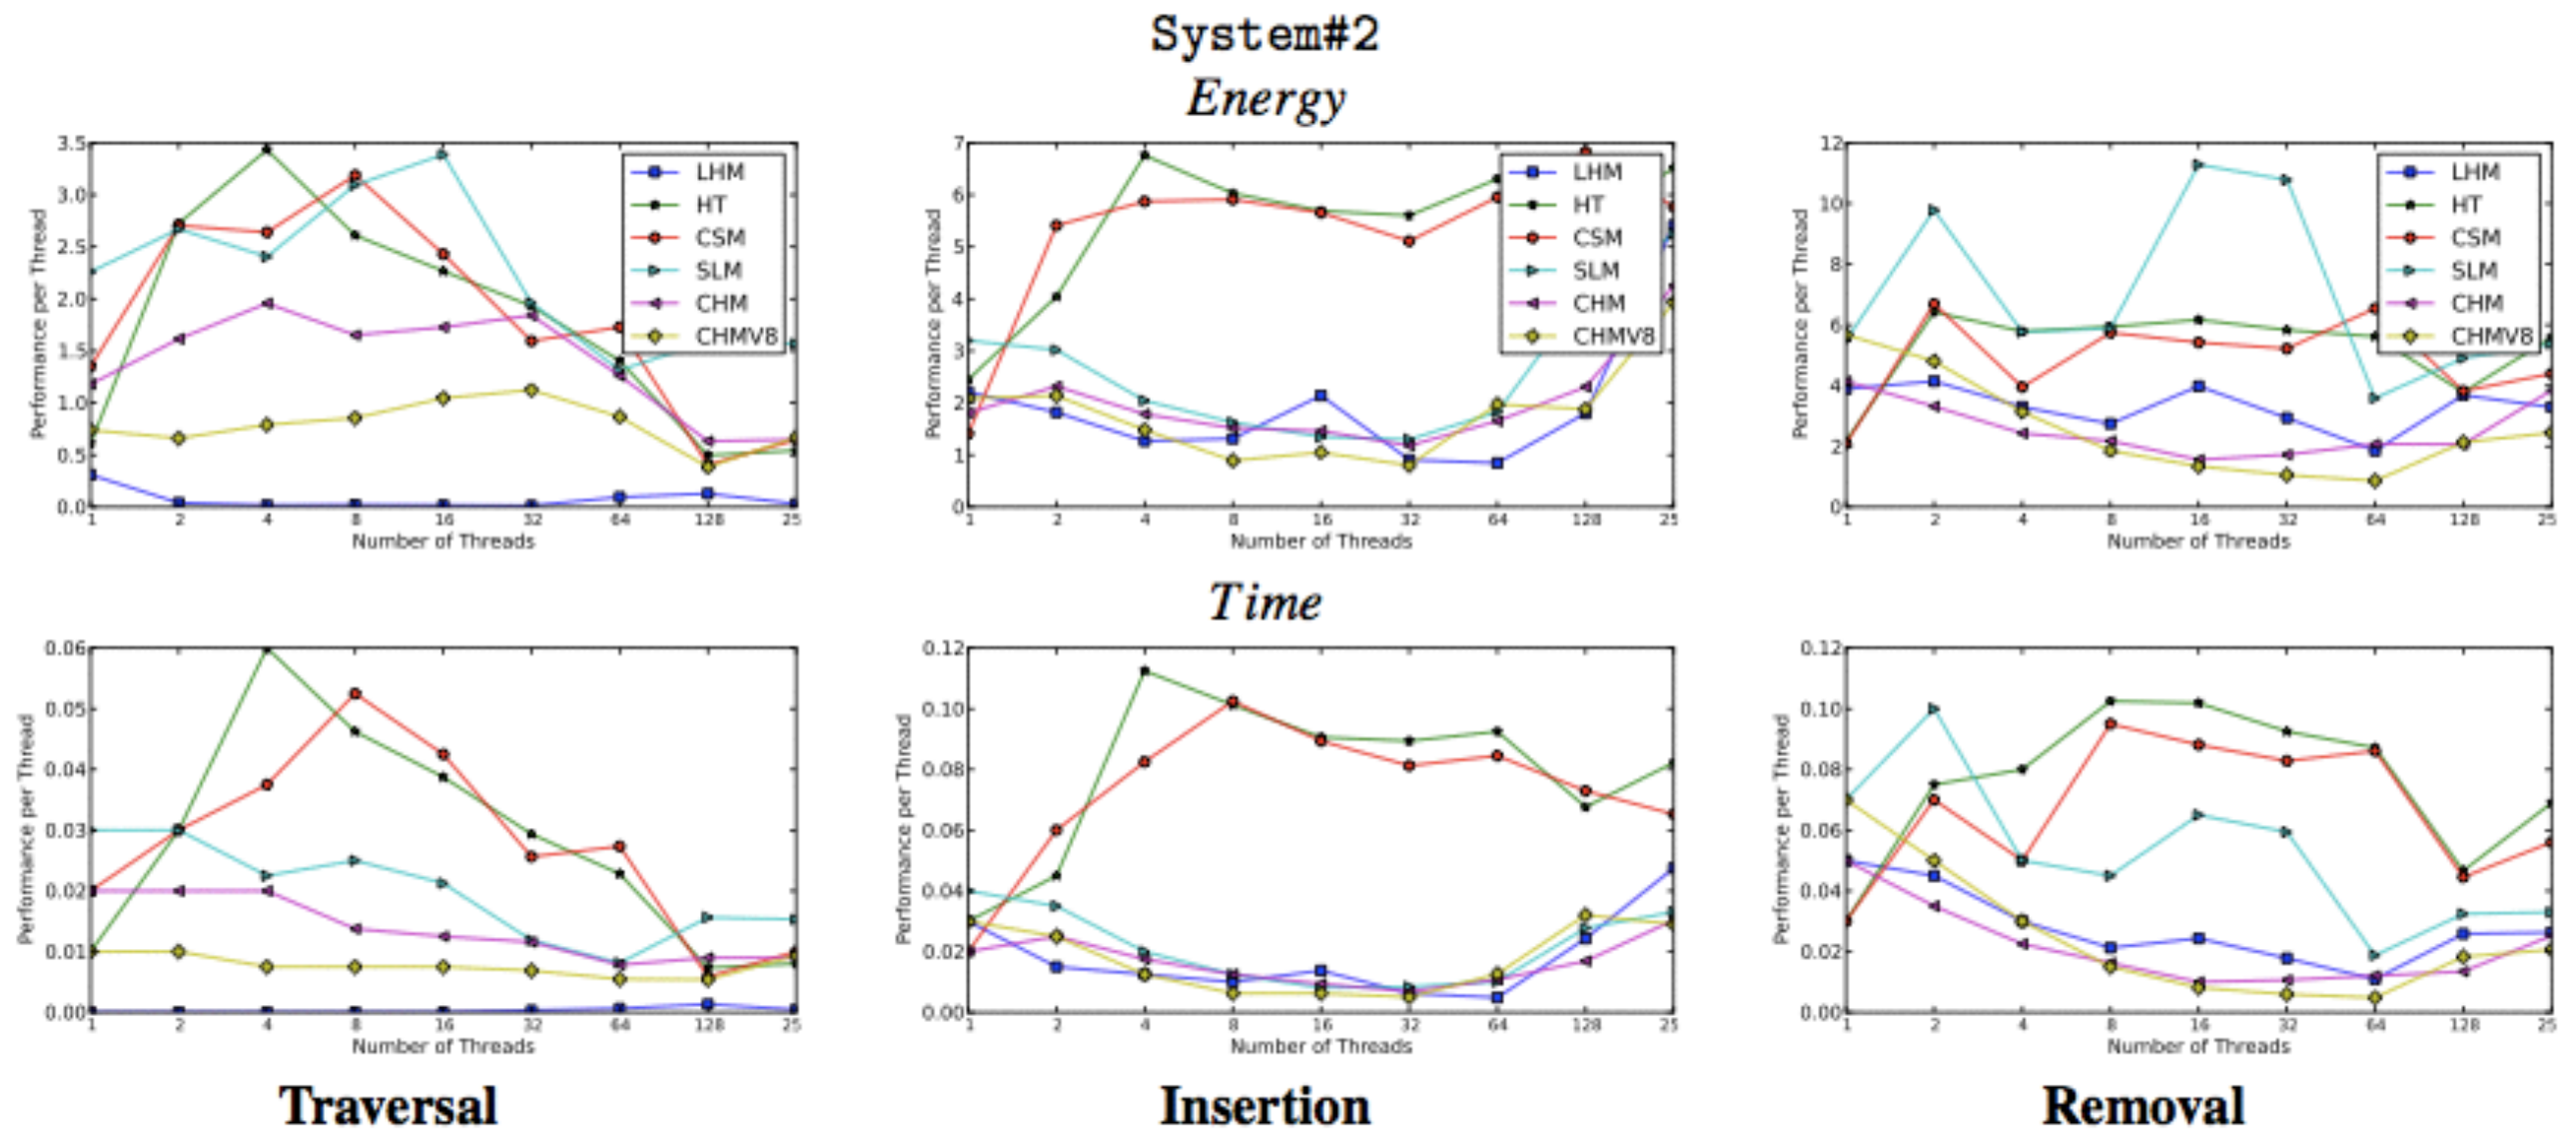 System#2
Energy
3.5
3.0
2.5
2.0
1.5
1.0
0.5
0.0
Performance per Thread
LHM
HT
CSM
SLM
CHM
CHMV8
1 2 4 8 16 32 64 128 25
Number of Threads
7
6
5
4
3
2
1
0
Performance per Thread
LHM
HT
CSM
SLM
CHM
CHMV8
1 2 4 8 16 32 64 128 25
Number of Threads
12
10
8
6
4
2
0
Performance per Thread
LHM
HT
CSM
SLM
CHM
CHMV8
1 2 4 8 16 32 64 128 25
Number of Threads
Time
0.06
0.05
0.04
0.03
0.02
0.01
0.00
Performance per Thread
1 2 4 8 16 32 64 128 25
Number of Threads
0.12
0.10
0.08
0.06
0.04
0.02
0.00
Performance per Thread
1 2 4 8 16 32 64 128 25
Number of Threads
0.12
0.10
0.08
0.06
0.04
0.02
0.00
Performance per Thread
1 2 4 8 16 32 64 128 25
Number of Threads
Traversal
Insertion
Removal